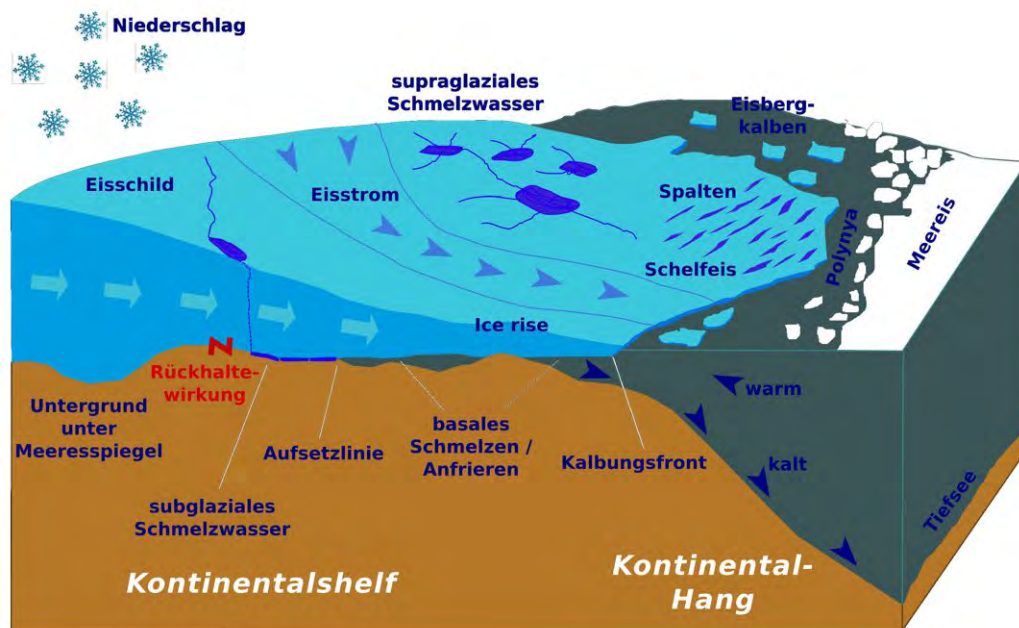 Niederschlag
supraglaziales
Schmelzwasser
Eisberg-
kalben
Eisschild
Eisstrom
Spalten
Schelfeis
Polynya
Meereis
Ice rise
Rückhalte-
wirkung
warm
Untergrund
unter
Meeresspiegel
Aufsetzlinie
basales
Schmelzen /
Anfrieren
Kalbungsfront
kalt
subglaziales
Schmelzwasser
Tiefsee
Kontinentalshelf
Kontinental-
Hang